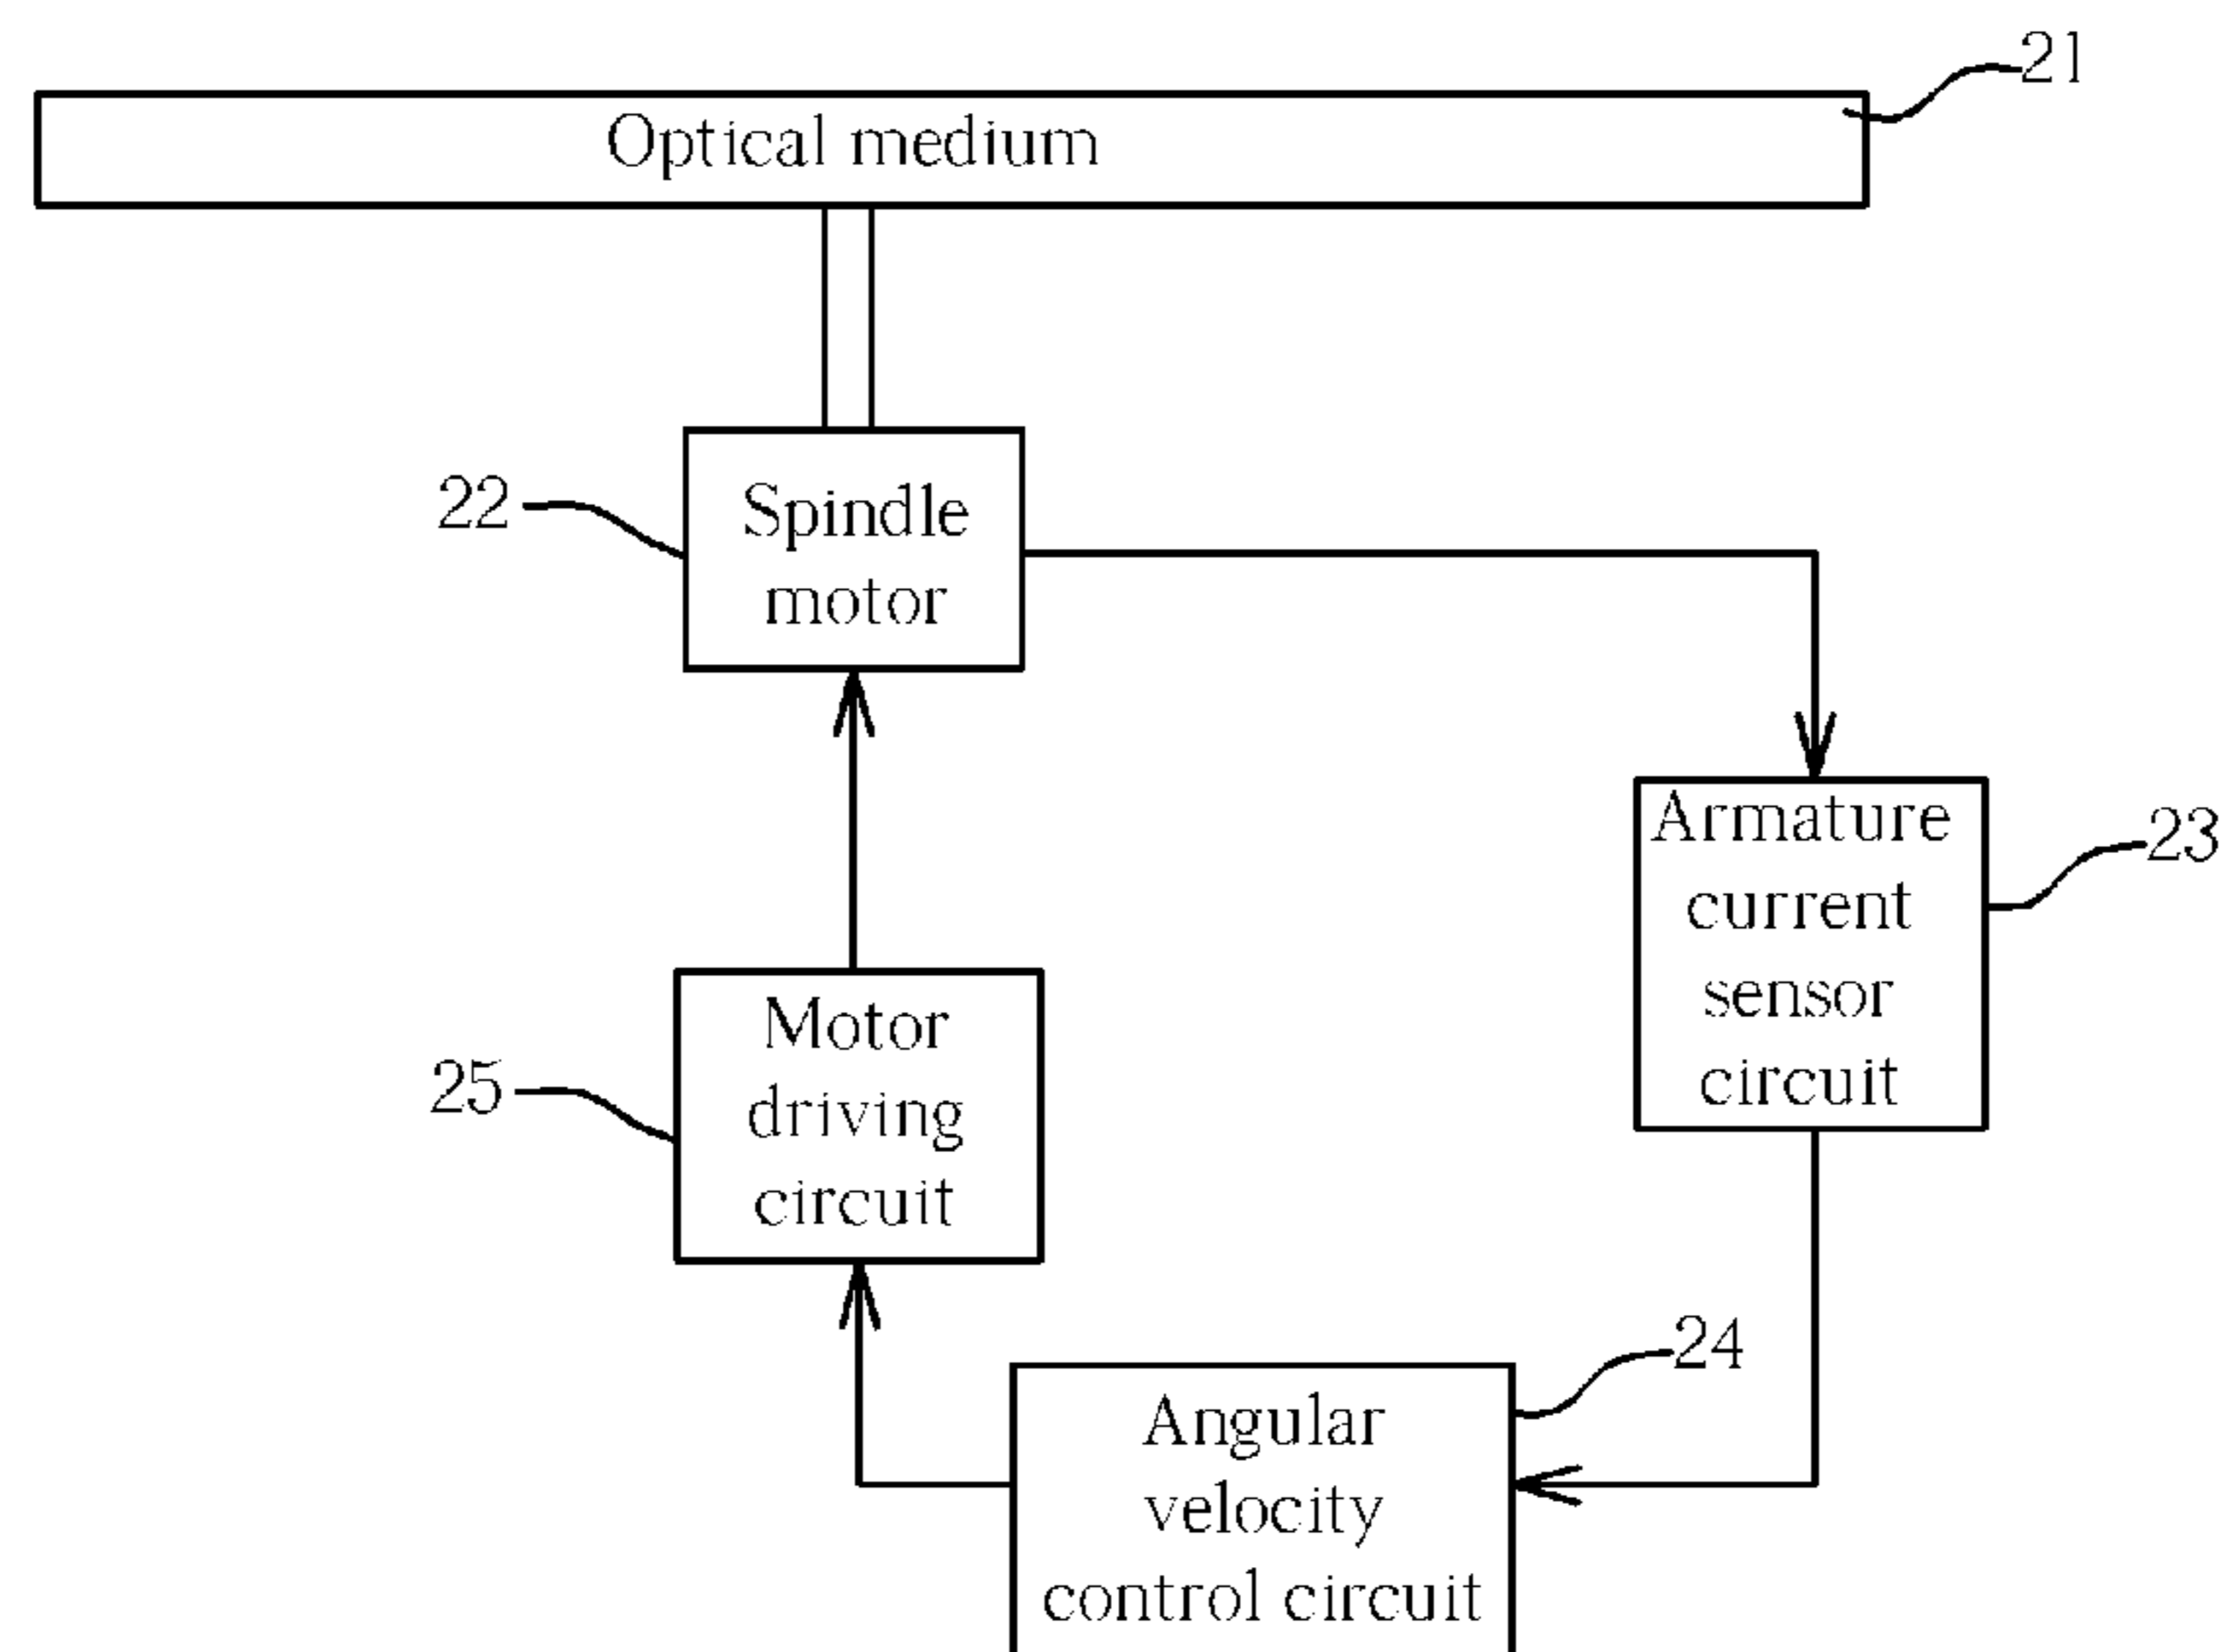 21
Optical medium
22
Spindle
motor
Armature
current
sensor
circuit
23
25
Motor
driving
circuit
24
Angular
velocity
control circuit